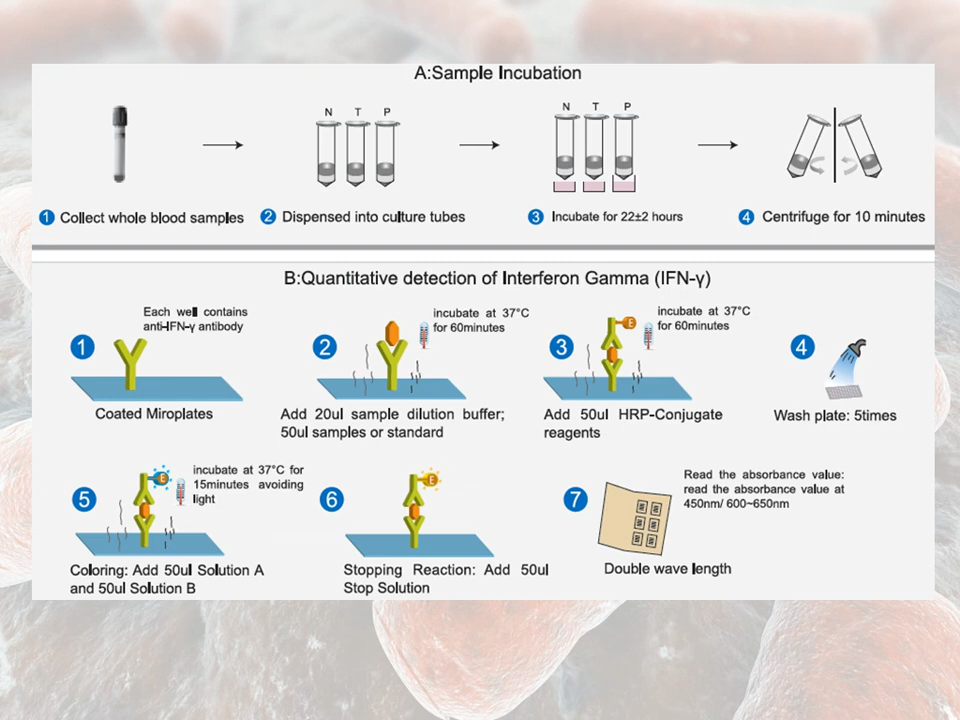 A:Sample Incubation
N T P
N T P
1 Collect whole blood samples
2 Dispensed into culture tubes
3 Incubate for 22±2 hours
4 Centrifuge for 10 minutes
B:Quantitative detection of Interferon Gamma (IFN-γ)
1
Each well contains
anti-IFN-γ antibody
Coated Miroplates
2
incubate at 37°C
for 60minutes
Add 20ul sample dilution buffer;
50ul samples or standard
3
E
incubate at 37°C
for 60minutes
Add 50ul HRP-Conjugate
reagents
4
Wash plate: 5times
5
E
incubate at 37°C for
15minutes avoiding
light
Coloring: Add 50ul Solution A
and 50ul Solution B
6
E
Stopping Reaction: Add 50ul
Stop Solution
7
Read the absorbance value:
read the absorbance value at
450nm/ 600~650nm
Double wave length